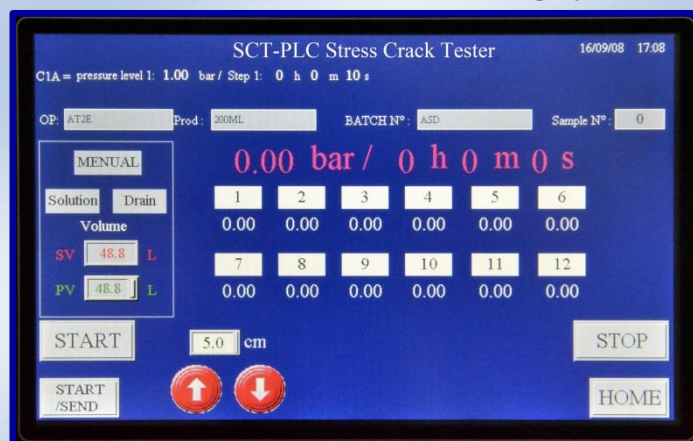 SCT-PLC Stress Crack Tester 16/09/08 17:08
C1A = pressure level 1: 1.00 bar / Step 1: 0 h 0 m 10 s
OP: AT2E Prod : 200ML BATCH N° : ASD Sample N° : 0
MENUAL 0.00 bar / 0 h 0 m 0 s
Solution Drain 1 2 3 4 5 6
Volume 0.00 0.00 0.00 0.00 0.00 0.00
SV 48.8 L 7 8 9 10 11 12
PV 48.8 L 0.00 0.00 0.00 0.00 0.00 0.00
START 5.0 cm STOP
START
/SEND HOME